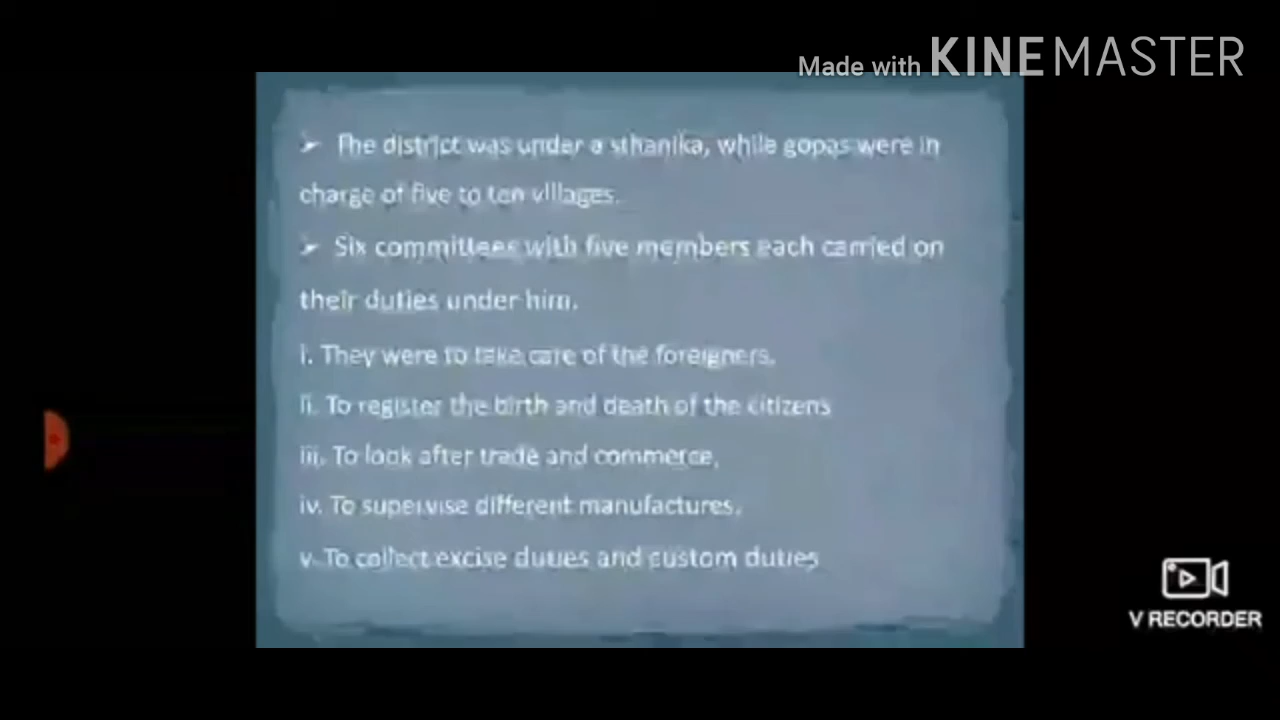 Made with KINEMASTER
➢ The district was under a sthanika, while gopas were in
charge of five to ten villages.
➢ Six committees with five members each carried on
their duties under him.
i. They were to take care of the foreigners.
ii. To register the birth and death of the citizens
iii. To look after trade and commerce,
iv. To supervise different manufactures.
v. To collect excise duties and custom duties
V RECORDER